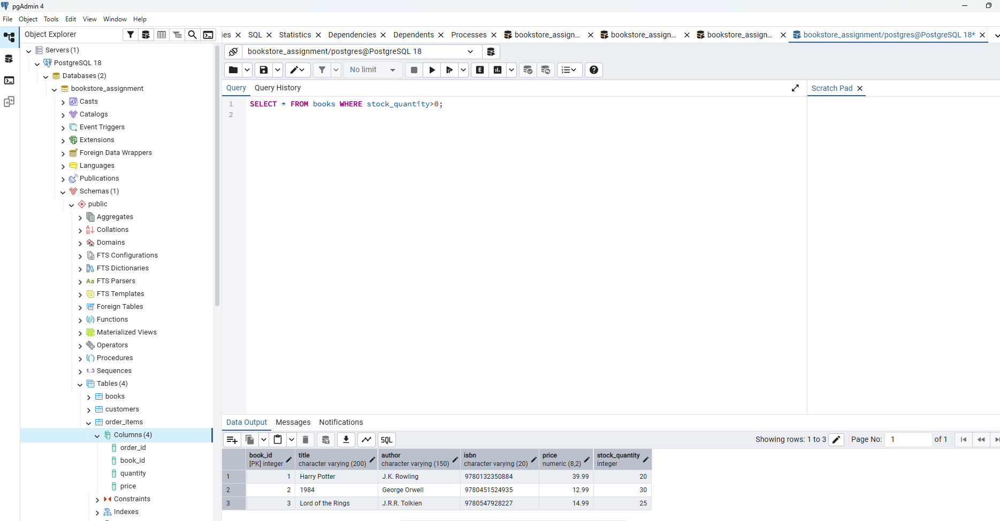 pgAdmin 4
File Object Tools Edit View Window Help
Object Explorer
ies SQL Statistics Dependencies Dependents Processes bookstore_assign... bookstore_assign... bookstore_assign... bookstore_assignment/postgres@PostgreSQL 18*
Servers (1)
PostgreSQL 18
Databases (2)
bookstore_assignment
Casts
Catalogs
Event Triggers
Extensions
Foreign Data Wrappers
Languages
Publications
Schemas (1)
public
Aggregates
Collations
Domains
FTS Configurations
FTS Dictionaries
Aa FTS Parsers
FTS Templates
Foreign Tables
Functions
Materialized Views
Operators
Procedures
1..3 Sequences
Tables (4)
books
customers
order_items
Columns (4)
order_id
book_id
quantity
price
Constraints
Indexes
bookstore_assignment/postgres@PostgreSQL 18
No limit E
Query Query History
Scratch Pad
1 SELECT * FROM books WHERE stock_quantity>0;
2
Data Output Messages Notifications
SQL Showing rows: 1 to 3 Page No: 1 of 1
book_id title author isbn price stock_quantity
[PK] integer character varying (200) character varying (150) character varying (20) numeric (8,2) integer
1 1 Harry Potter J.K. Rowling 9780132350884 39.99 20
2 2 1984 George Orwell 9780451524935 12.99 30
3 3 Lord of the Rings J.R.R. Tolkien 9780547928227 14.99 25